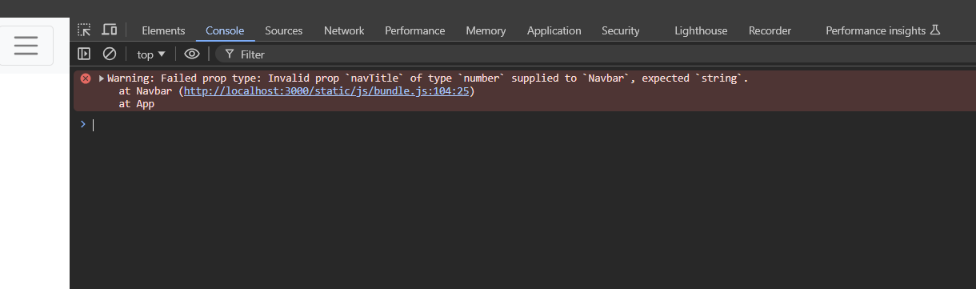 Elements Console Sources Network Performance Memory Application Security Lighthouse Recorder Performance insights
top Filter
Warning: Failed prop type: Invalid prop `navTitle` of type `number` supplied to `Navbar`, expected `string`.
at Navbar (http://localhost:3000/static/js/bundle.js:104:25)
at App